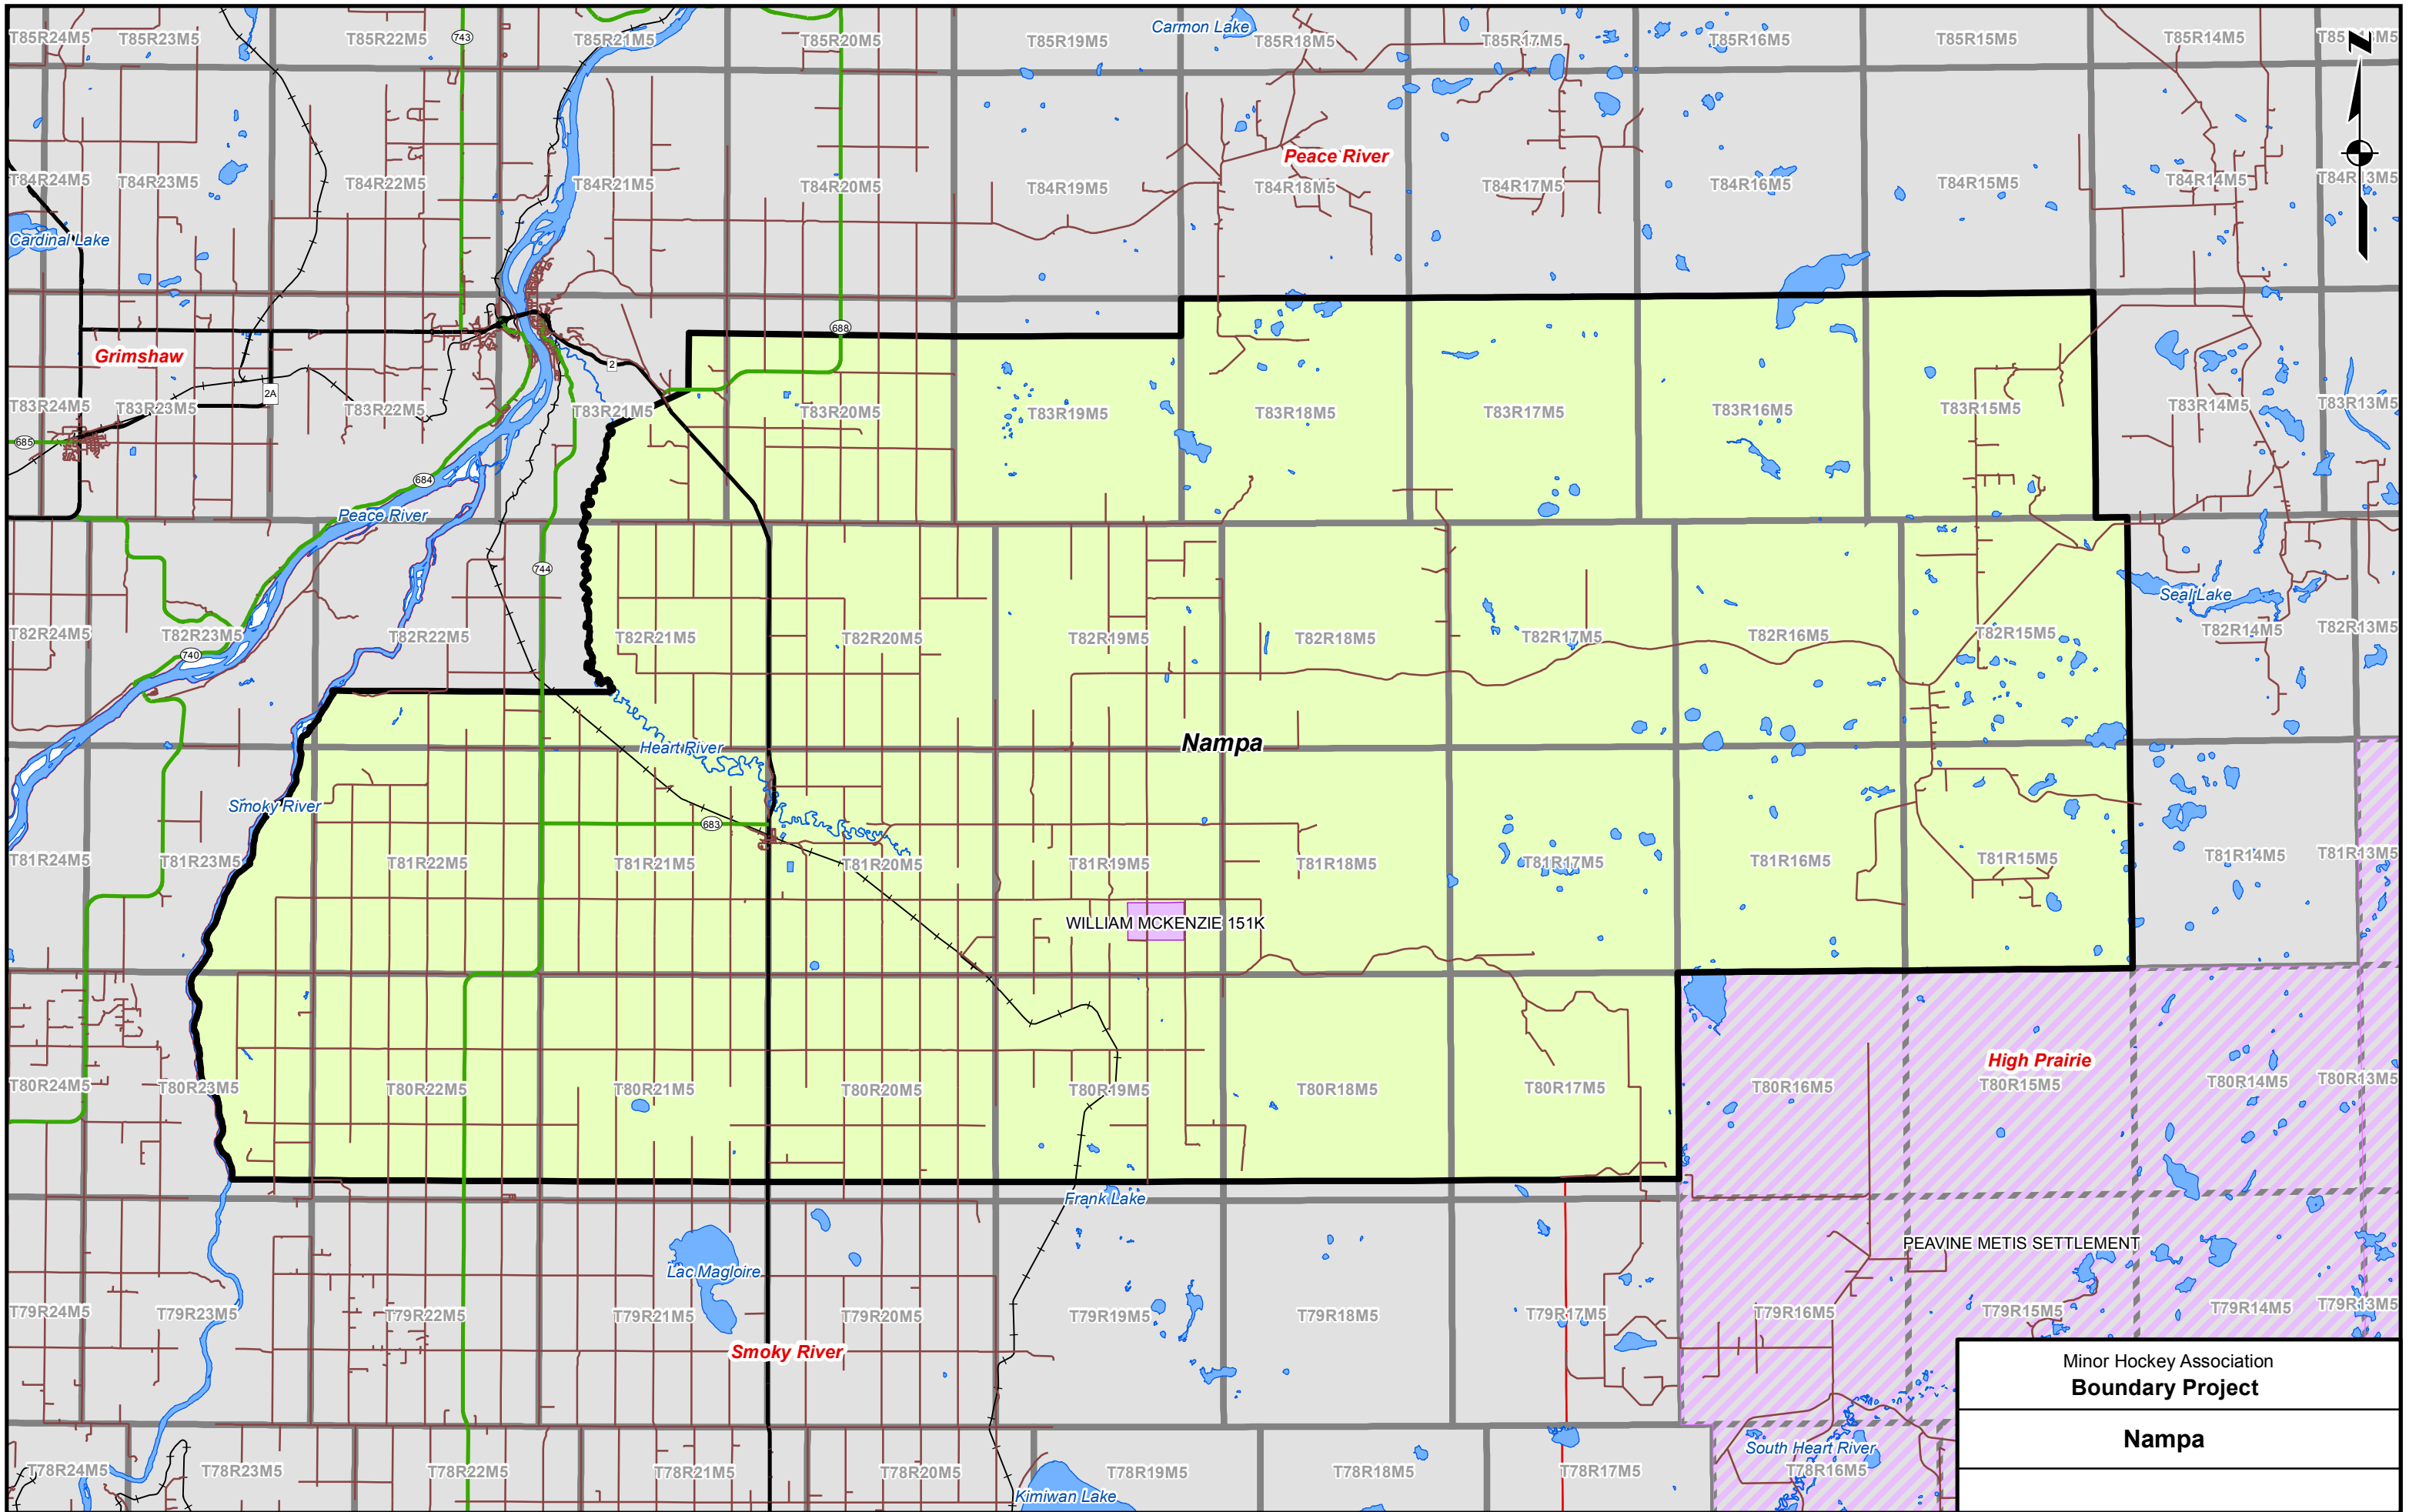 Carmon Lake
T85R24M5 T85R23M5 T85R22M5 743 T85R21M5 T85R20M5 T85R19M5 T85R18M5 T85R17M5 T85R16M5 T85R15M5 T85R14M5
N
Peace River
T84R24M5 T84R23M5 T84R22M5 T84R21M5 T84R20M5 T84R19M5 T84R18M5 T84R17M5 T84R16M5 T84R15M5 T84R14M5 T84R13M5
Cardinal Lake
688
Grimshaw
2
2A
T83R24M5 T83R23M5 T83R22M5 T83R21M5 T83R20M5 T83R19M5 T83R18M5 T83R17M5 T83R16M5 T83R15M5 T83R14M5 T83R13M5
685
684
Peace River
744
Seal Lake
T82R24M5 T82R23M5 T82R22M5 T82R21M5 T82R20M5 T82R19M5 T82R18M5 T82R17M5 T82R16M5 T82R15M5 T82R14M5 T82R13M5
740
Nampa
Heart River
Smoky River
683
T81R24M5 T81R23M5 T81R22M5 T81R21M5 T81R20M5 T81R19M5 T81R18M5 T81R17M5 T81R16M5 T81R15M5 T81R14M5 T81R13M5
WILLIAM MCKENZIE 151K
High Prairie
T80R24M5 T80R23M5 T80R22M5 T80R21M5 T80R20M5 T80R19M5 T80R18M5 T80R17M5 T80R16M5 T80R15M5 T80R14M5 T80R13M5
Frank Lake
PEAVINE METIS SETTLEMENT
Lac Magloire
T79R24M5 T79R23M5 T79R22M5 T79R21M5 T79R20M5 T79R19M5 T79R18M5 T79R17M5 T79R16M5 T79R15M5 T79R14M5 T79R13M5
Smoky River
Minor Hockey Association
Boundary Project
Nampa
South Heart River
T78R24M5 T78R23M5 T78R22M5 T78R21M5 T78R20M5 T78R19M5 T78R18M5 T78R17M5 T78R16M5
Kimiwan Lake